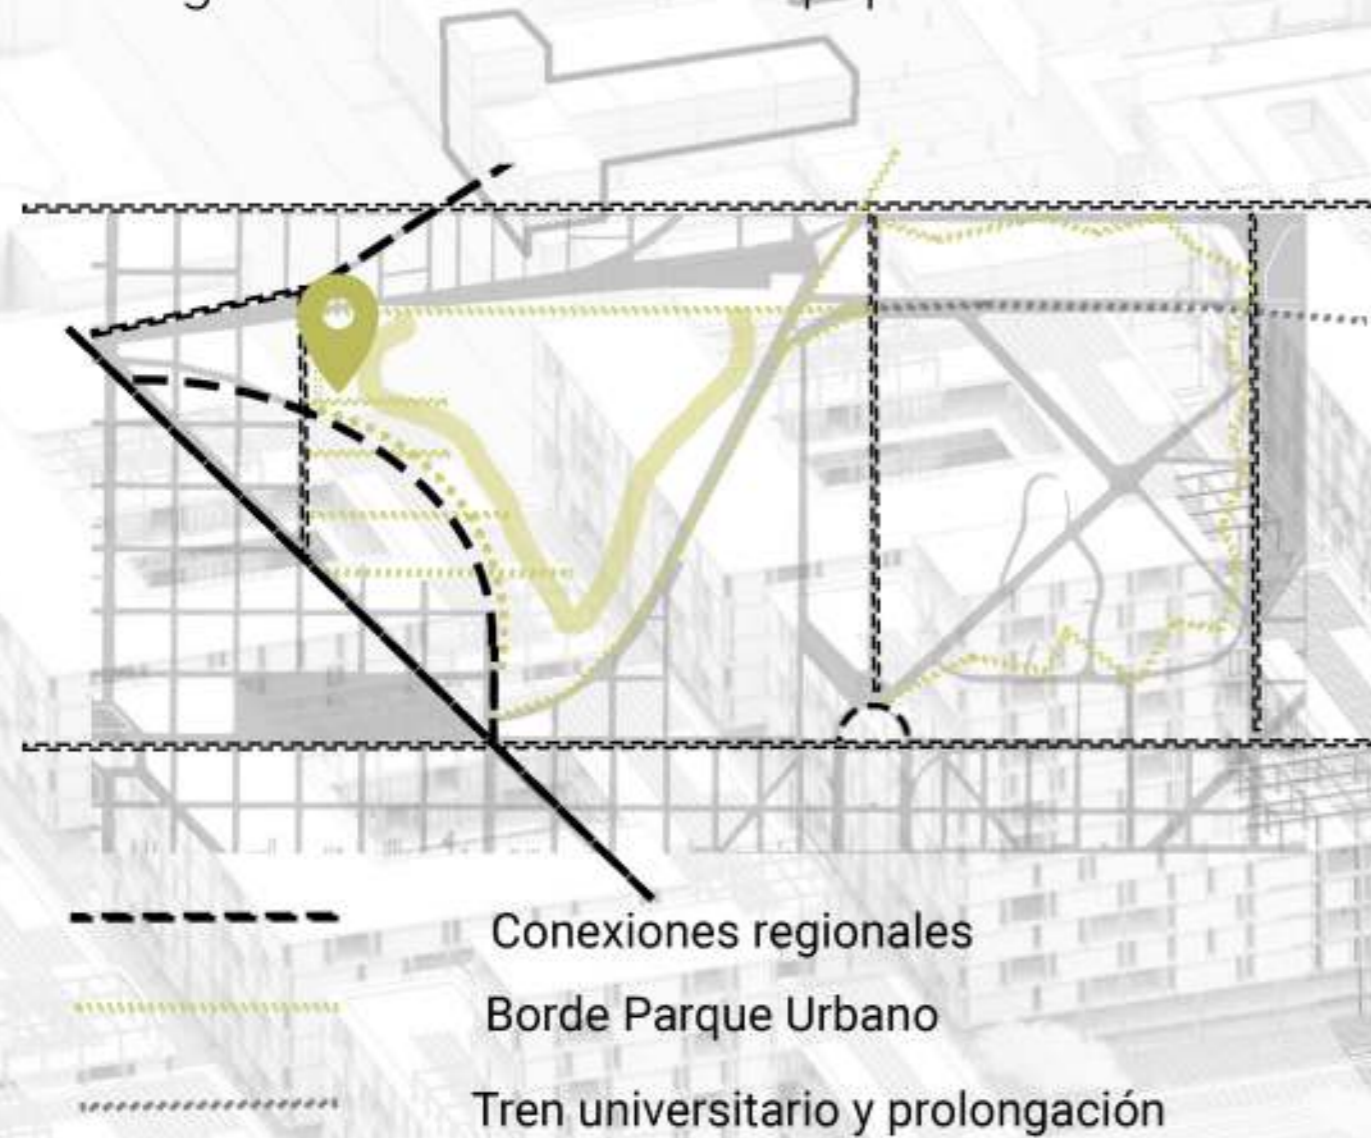 Conexiones regionales
Borde Parque Urbano
Tren universitario y prolongación